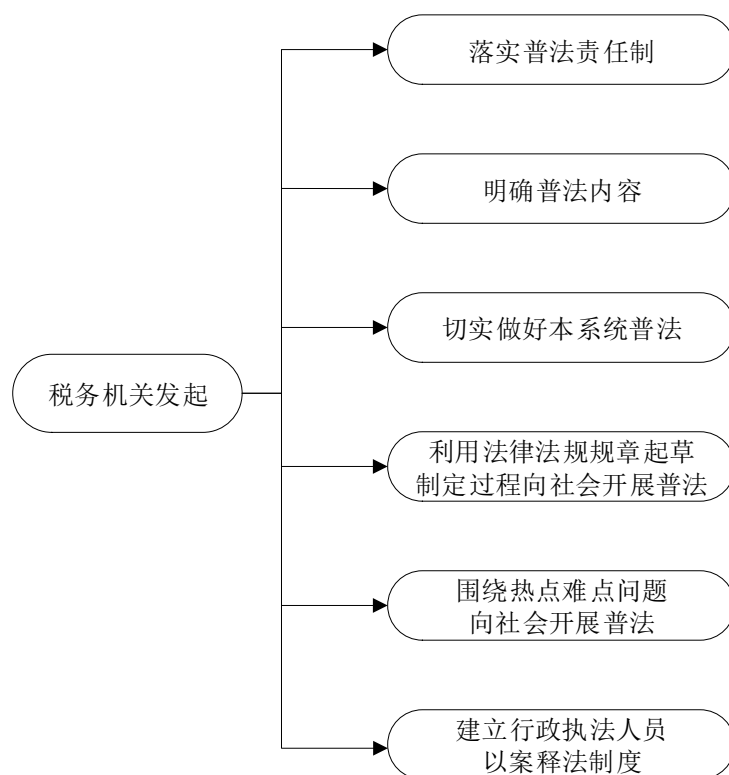 落实普法责任制
明确普法内容
切实做好本系统普法
税务机关发起
利用法律法规规章起草
制定过程向社会开展普法
围绕热点难点问题
向社会开展普法
建立行政执法人员
以案释法制度